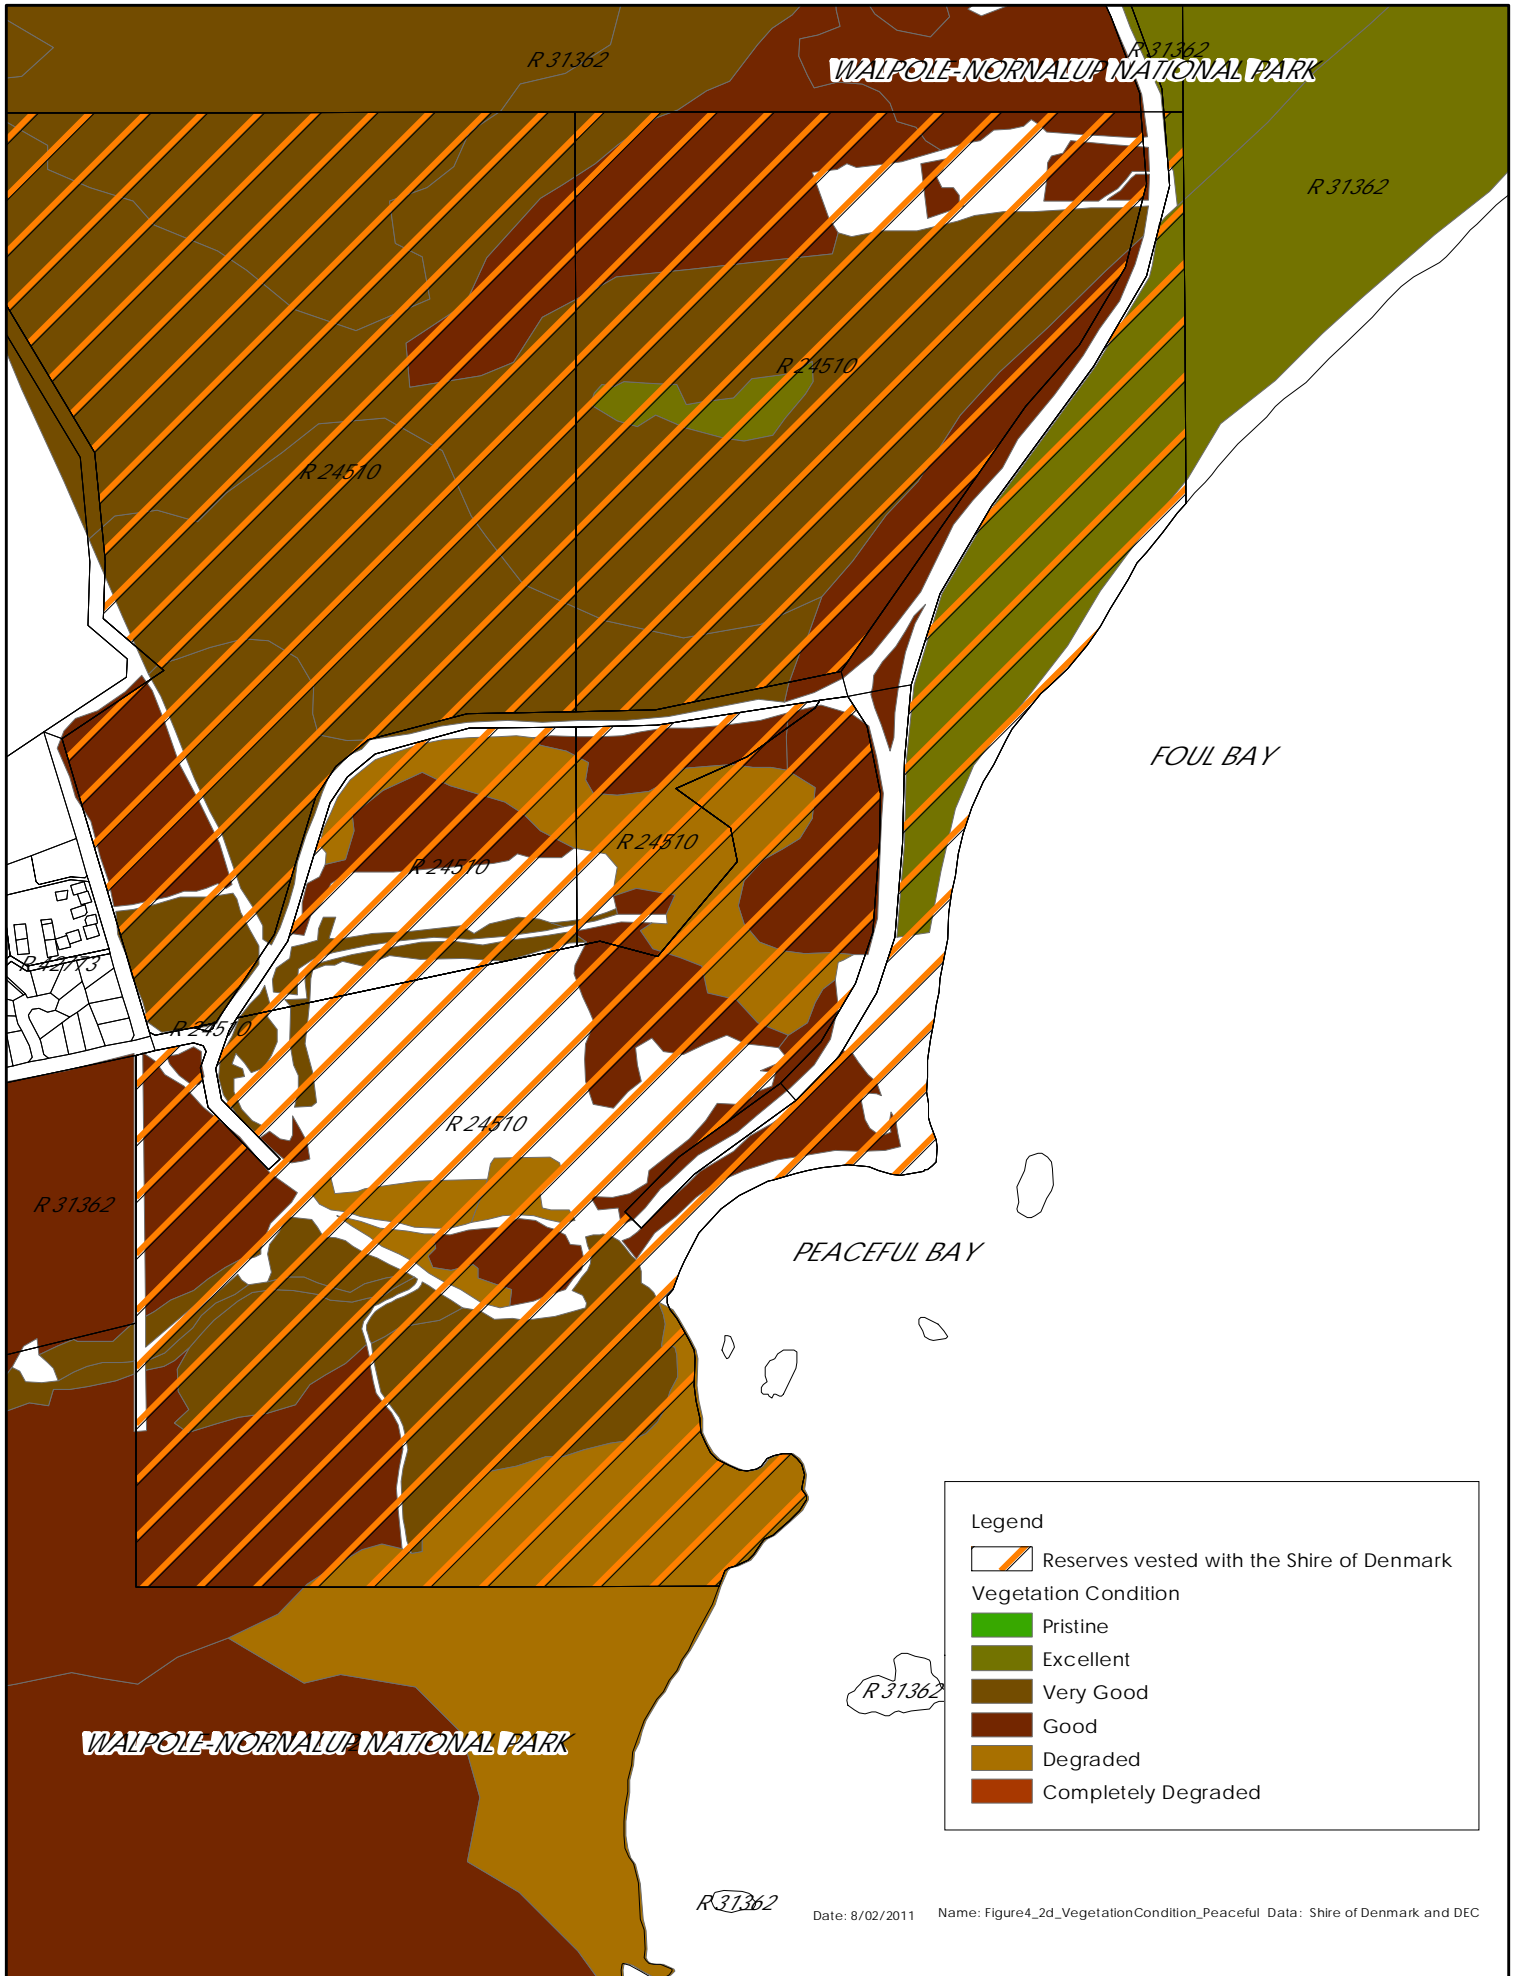 R 31362
R 31362
WALPOLE-NORNALUP NATIONAL PARK
R 31362
R 24510
R 24510
FOUL BAY
R 24510
R 24510
R 42773
R 24510
R 24510
R 31362
PEACEFUL BAY
Legend
Reserves vested with the Shire of Denmark
Vegetation Condition
Pristine
Excellent
Very Good
Good
Degraded
Completely Degraded
R 31362
WALPOLE-NORNALUP NATIONAL PARK
R 31362
Date: 8/02/2011 Name: Figure4_2d_VegetationCondition_Peaceful Data: Shire of Denmark and DEC